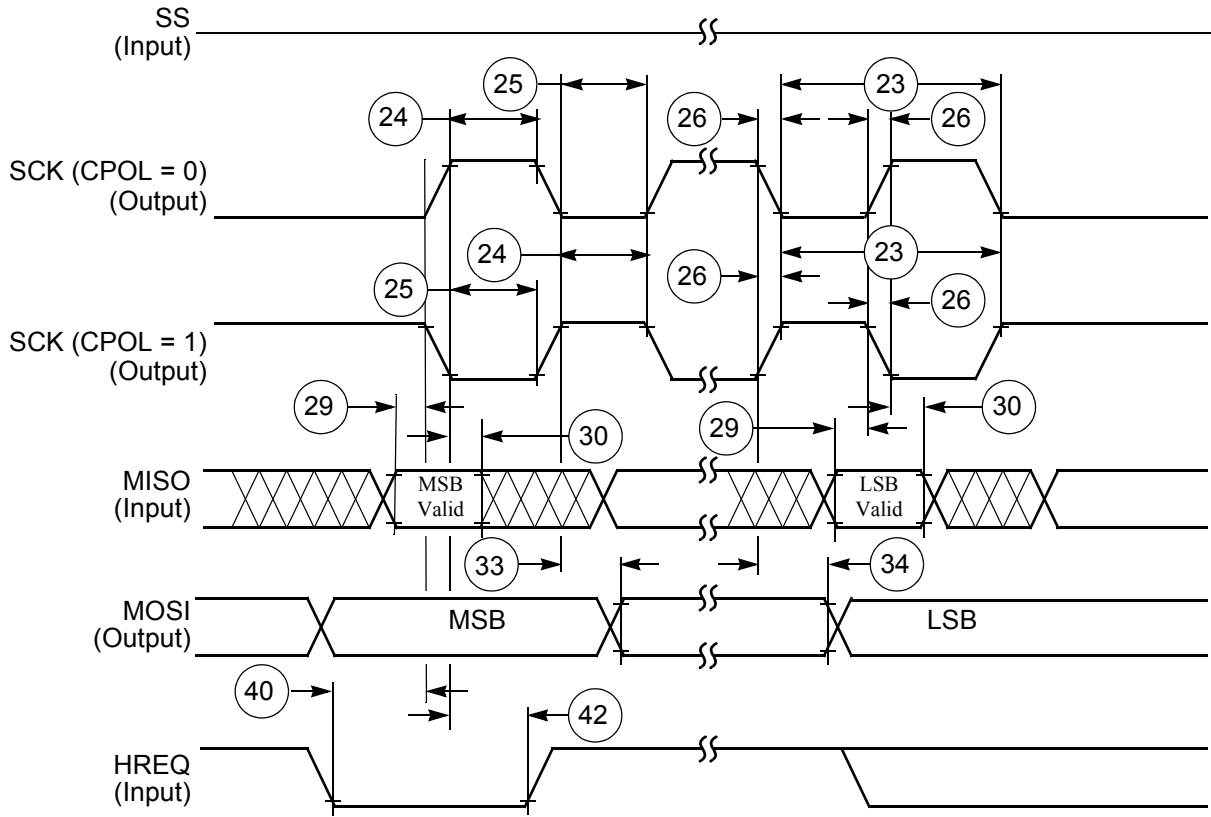 SS
(Input)
25
23
24
26
26
SCK (CPOL = 0)
(Output)
24
23
26
25
26
SCK (CPOL = 1)
(Output)
29
30
29
30
MISO
(Input)
MSB
Valid
LSB
Valid
33
34
MOSI
(Output)
MSB
LSB
40
42
HREQ
(Input)